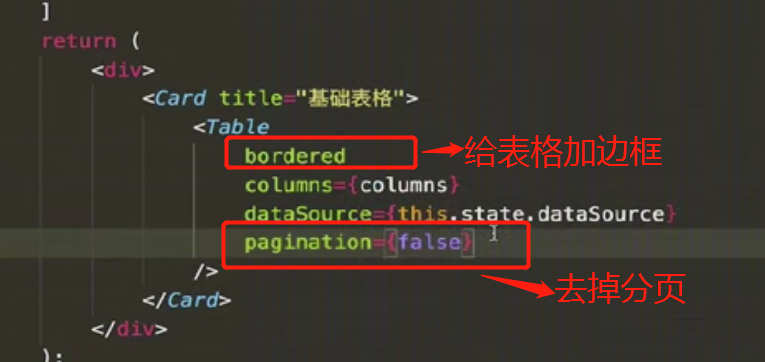 ]
return (
<div>
<Card title="基础表格">
<Table
bordered
给表格加边框
columns={columns}
dataSource={this.state.dataSource}
pagination={false}
/>
去掉分页
</Card>
</div>
);